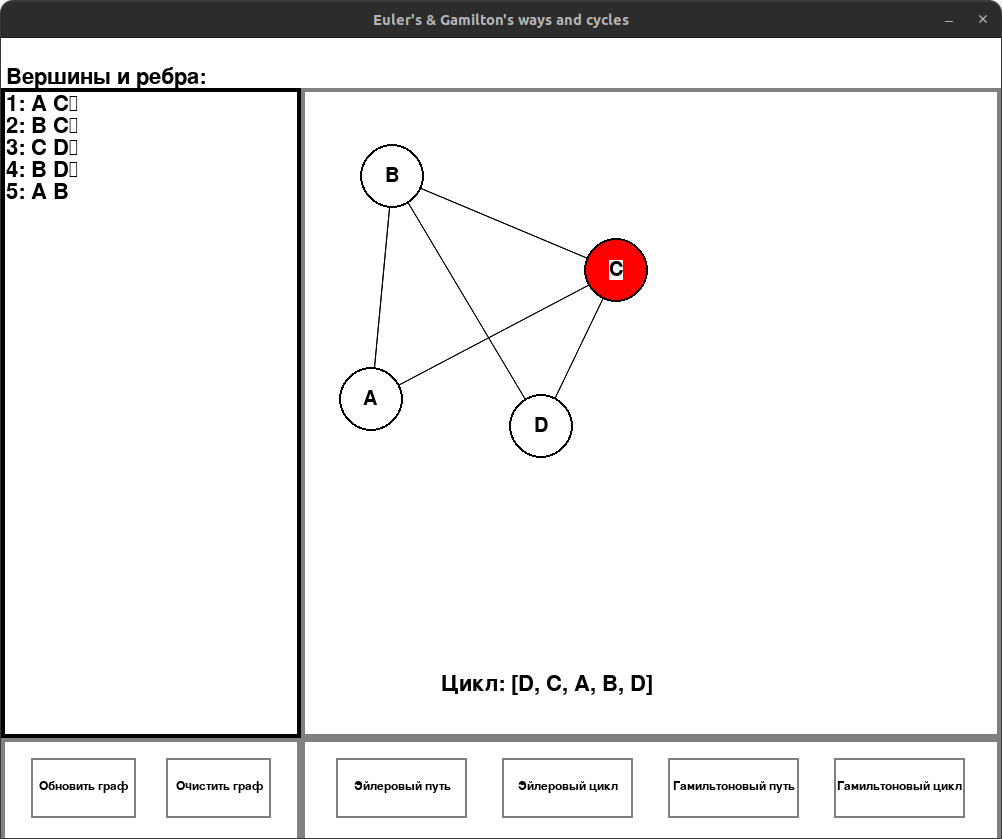 Euler's & Gamilton's ways and cycles
Вершины и ребра:
1: A C▯
2: B C▯
3: C D▯
4: B D▯
5: A B
B
C
A
D
Цикл: [D, C, A, B, D]
Обновить граф
Очистить граф
Эйлеровый путь
Эйлеровый цикл
Гамильтоновый путь
Гамильтоновый цикл